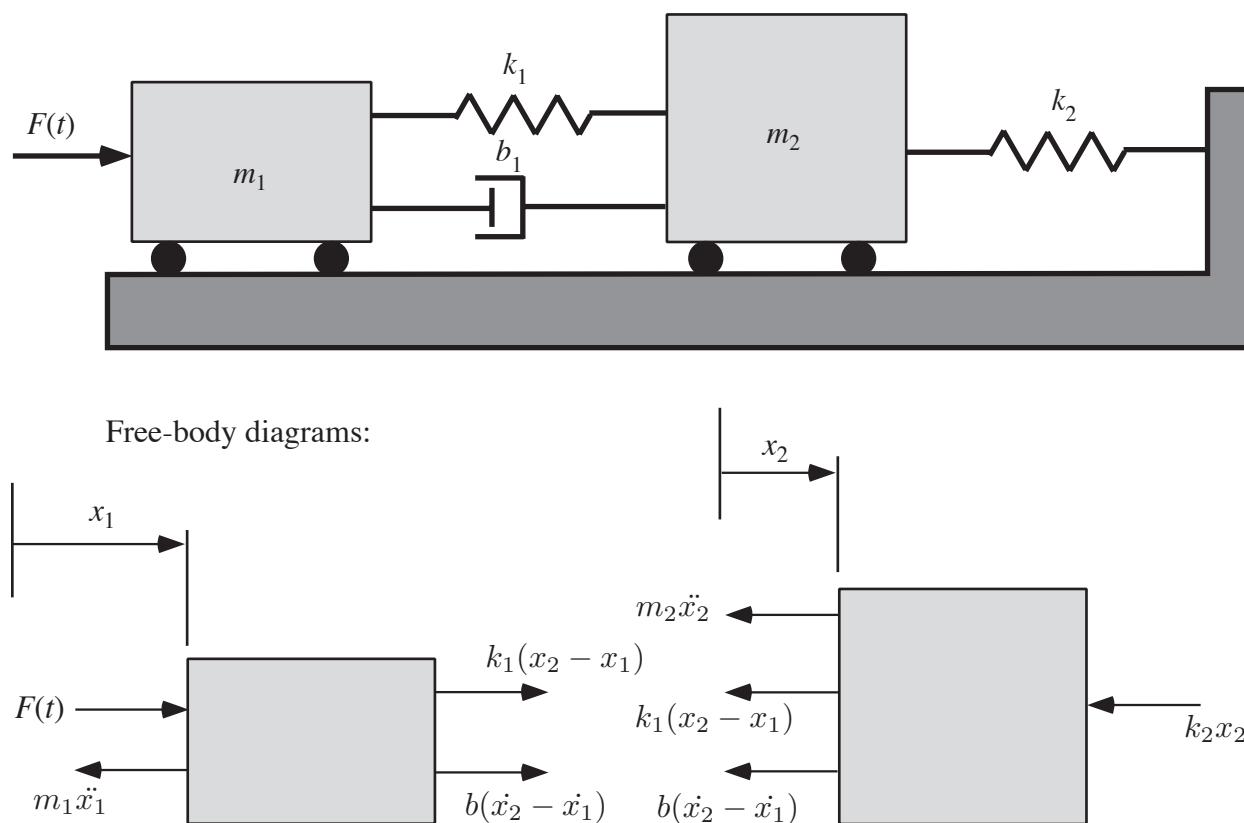 k₁
k₂
F(t)
b₁
m₁
m₂
Free-body diagrams:
x₂
x₁
m₂ẍ₂
k₁(x₂ − x₁)
F(t)
k₁(x₂ − x₁)
k₂x₂
m₁ẍ₁
b(ẋ₂ − ẋ₁)
b(ẋ₂ − ẋ₁)